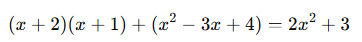 (x + 2)(x + 1) + (x² − 3x + 4) = 2x² + 3